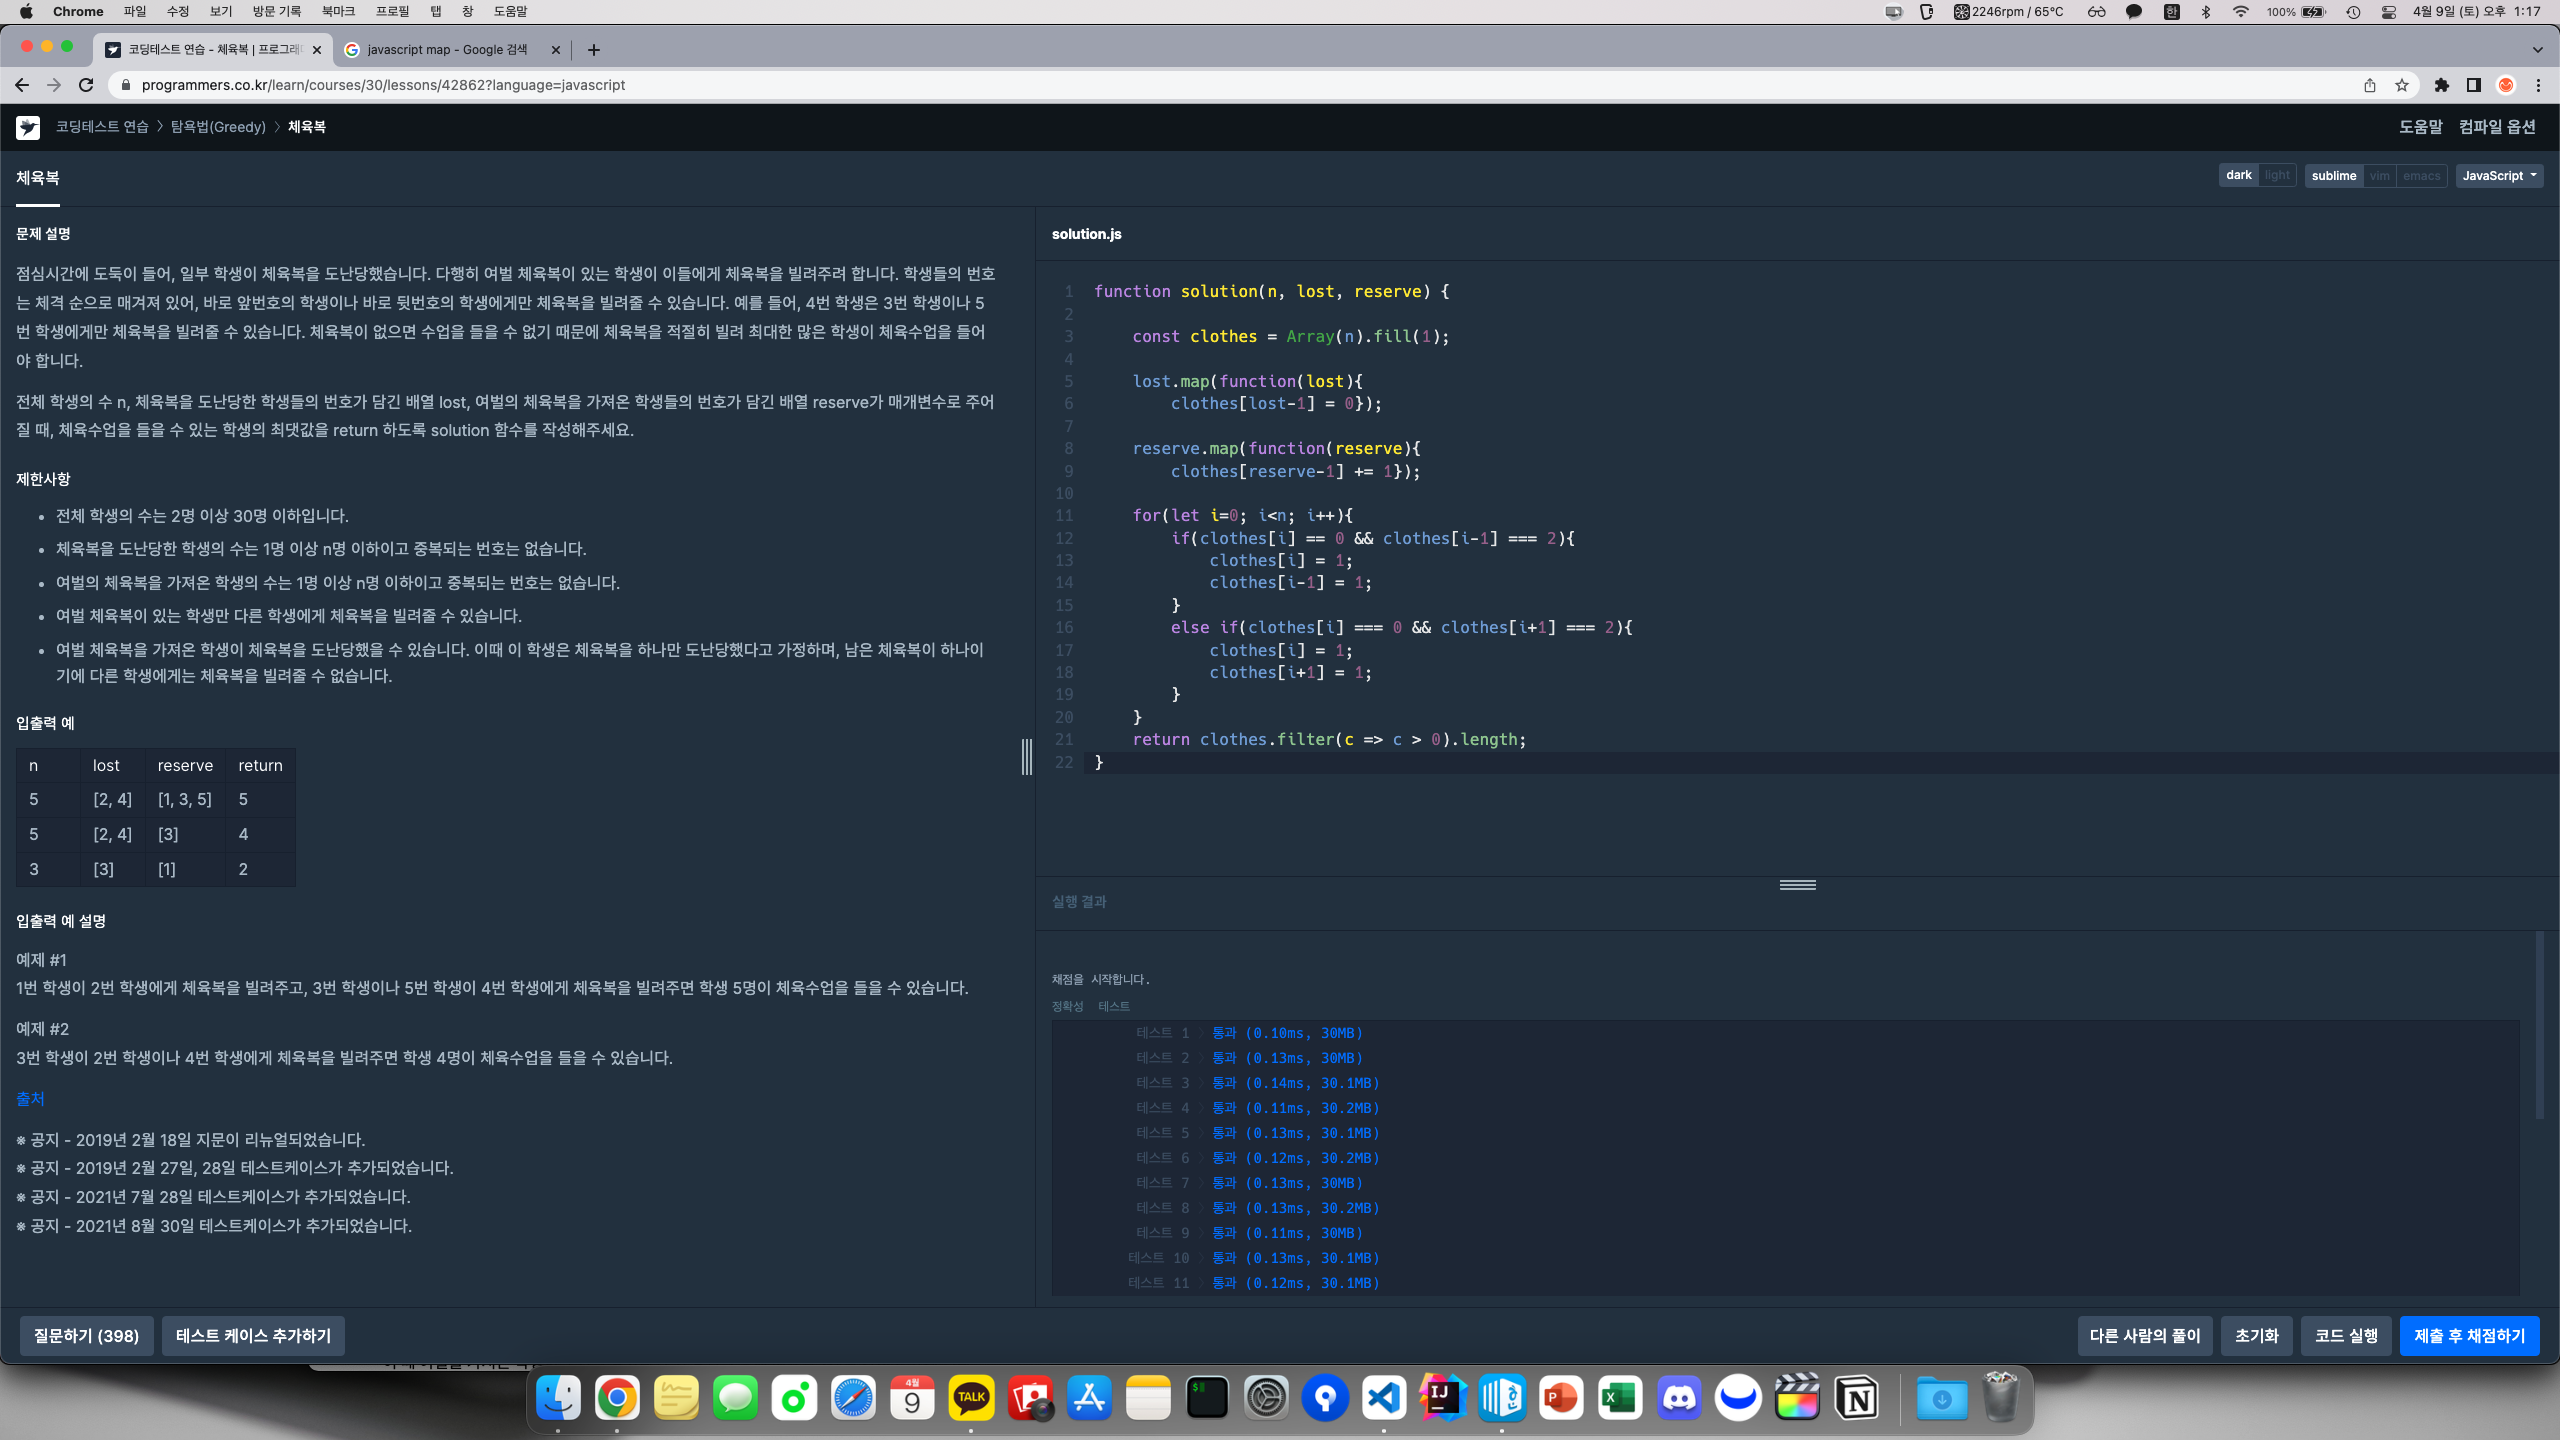 Chrome 파일 수정 보기 방문 기록 북마크 프로필 탭 창 도움말
2246rpm / 65°C 한 100% 4월 9일 (토) 오후 1:17
코딩테스트 연습 - 체육복 | 프로그래
javascript map - Google 검색
programmers.co.kr/learn/courses/30/lessons/42862?language=javascript
코딩테스트 연습 > 탐욕법(Greedy) > 체육복
도움말 컴파일 옵션
체육복
dark light sublime vim emacs JavaScript
문제 설명
점심시간에 도둑이 들어, 일부 학생이 체육복을 도난당했습니다. 다행히 여벌 체육복이 있는 학생이 이들에게 체육복을 빌려주려 합니다. 학생들의 번호
는 체격 순으로 매겨져 있어, 바로 앞번호의 학생이나 바로 뒷번호의 학생에게만 체육복을 빌려줄 수 있습니다. 예를 들어, 4번 학생은 3번 학생이나 5
번 학생에게만 체육복을 빌려줄 수 있습니다. 체육복이 없으면 수업을 들을 수 없기 때문에 체육복을 적절히 빌려 최대한 많은 학생이 체육수업을 들어
야 합니다.
전체 학생의 수 n, 체육복을 도난당한 학생들의 번호가 담긴 배열 lost, 여벌의 체육복을 가져온 학생들의 번호가 담긴 배열 reserve가 매개변수로 주어
질 때, 체육수업을 들을 수 있는 학생의 최댓값을 return 하도록 solution 함수를 작성해주세요.
제한사항
• 전체 학생의 수는 2명 이상 30명 이하입니다.
• 체육복을 도난당한 학생의 수는 1명 이상 n명 이하이고 중복되는 번호는 없습니다.
• 여벌의 체육복을 가져온 학생의 수는 1명 이상 n명 이하이고 중복되는 번호는 없습니다.
• 여벌 체육복이 있는 학생만 다른 학생에게 체육복을 빌려줄 수 있습니다.
• 여벌 체육복을 가져온 학생이 체육복을 도난당했을 수 있습니다. 이때 이 학생은 체육복을 하나만 도난당했다고 가정하며, 남은 체육복이 하나이
기에 다른 학생에게는 체육복을 빌려줄 수 없습니다.
입출력 예
n lost reserve return
5 [2, 4] [1, 3, 5] 5
5 [2, 4] [3] 4
3 [3] [1] 2
입출력 예 설명
예제 #1
1번 학생이 2번 학생에게 체육복을 빌려주고, 3번 학생이나 5번 학생이 4번 학생에게 체육복을 빌려주면 학생 5명이 체육수업을 들을 수 있습니다.
예제 #2
3번 학생이 2번 학생이나 4번 학생에게 체육복을 빌려주면 학생 4명이 체육수업을 들을 수 있습니다.
출처
※ 공지 - 2019년 2월 18일 지문이 리뉴얼되었습니다.
※ 공지 - 2019년 2월 27일, 28일 테스트케이스가 추가되었습니다.
※ 공지 - 2021년 7월 28일 테스트케이스가 추가되었습니다.
※ 공지 - 2021년 8월 30일 테스트케이스가 추가되었습니다.
solution.js
1 function solution(n, lost, reserve) {
2
3     const clothes = Array(n).fill(1);
4
5     lost.map(function(lost){
6         clothes[lost-1] = 0});
7
8     reserve.map(function(reserve){
9         clothes[reserve-1] += 1});
10
11     for(let i=0; i<n; i++){
12         if(clothes[i] == 0 && clothes[i-1] === 2){
13             clothes[i] = 1;
14             clothes[i-1] = 1;
15         }
16         else if(clothes[i] === 0 && clothes[i+1] === 2){
17             clothes[i] = 1;
18             clothes[i+1] = 1;
19         }
20     }
21     return clothes.filter(c => c > 0).length;
22 }
실행 결과
채점을 시작합니다.
정확성 테스트
테스트 1 > 통과 (0.10ms, 30MB)
테스트 2 > 통과 (0.13ms, 30MB)
테스트 3 > 통과 (0.14ms, 30.1MB)
테스트 4 > 통과 (0.11ms, 30.2MB)
테스트 5 > 통과 (0.13ms, 30.1MB)
테스트 6 > 통과 (0.12ms, 30.2MB)
테스트 7 > 통과 (0.13ms, 30MB)
테스트 8 > 통과 (0.13ms, 30.2MB)
테스트 9 > 통과 (0.11ms, 30MB)
테스트 10 > 통과 (0.13ms, 30.1MB)
테스트 11 > 통과 (0.12ms, 30.1MB)
질문하기 (398) 테스트 케이스 추가하기
다른 사람의 풀이 초기화 코드 실행 제출 후 채점하기
4월 9 TALK $ IJ P X N